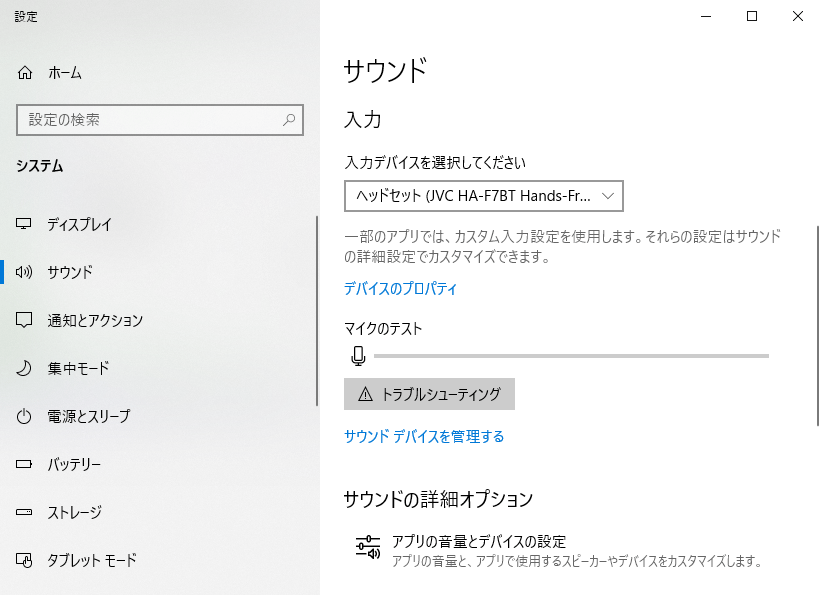 設定
ホーム
設定の検索
システム
ディスプレイ
サウンド
通知とアクション
集中モード
電源とスリープ
バッテリー
ストレージ
タブレット モード
サウンド
入力
入力デバイスを選択してください
ヘッドセット (JVC HA-F7BT Hands-Fr...
一部のアプリでは、カスタム入力設定を使用します。それらの設定はサウンド
の詳細設定でカスタマイズできます。
デバイスのプロパティ
マイクのテスト
トラブルシューティング
サウンド デバイスを管理する
サウンドの詳細オプション
アプリの音量とデバイスの設定
アプリの音量と、アプリで使用するスピーカーやデバイスをカスタマイズします。